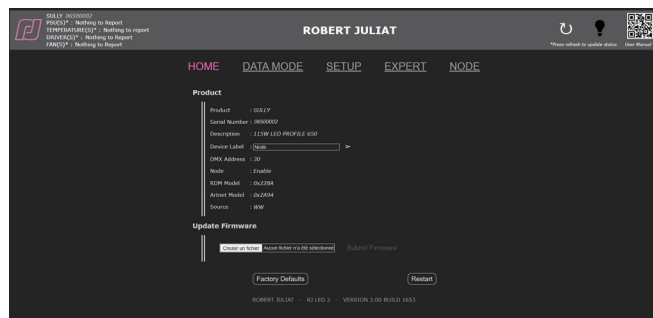 SULLY 06500002
PSU(S)* : Nothing to Report
TEMPERATURE(S)* : Nothing to report
DRIVER(S)* : Nothing to Report
FAN(S)* : Nothing to Report
ROBERT JULIAT
*Press refresh to update status
User Manual
HOME DATA MODE SETUP EXPERT NODE
Product
Product : SULLY
Serial Number : 06500002
Description : 115W LED PROFILE 650
Device Label : Node ➢
DMX Address : 30
Node : Enable
RDM Model : 0x22BA
Artnet Model : 0x2A94
Source : WW
Update Firmware
Choisir un fichier Aucun fichier n'a été sélectionné Submit Firmware
Factory Defaults Restart
ROBERT JULIAT - RJ LED 2 - VERSION 3.00 BUILD 1653